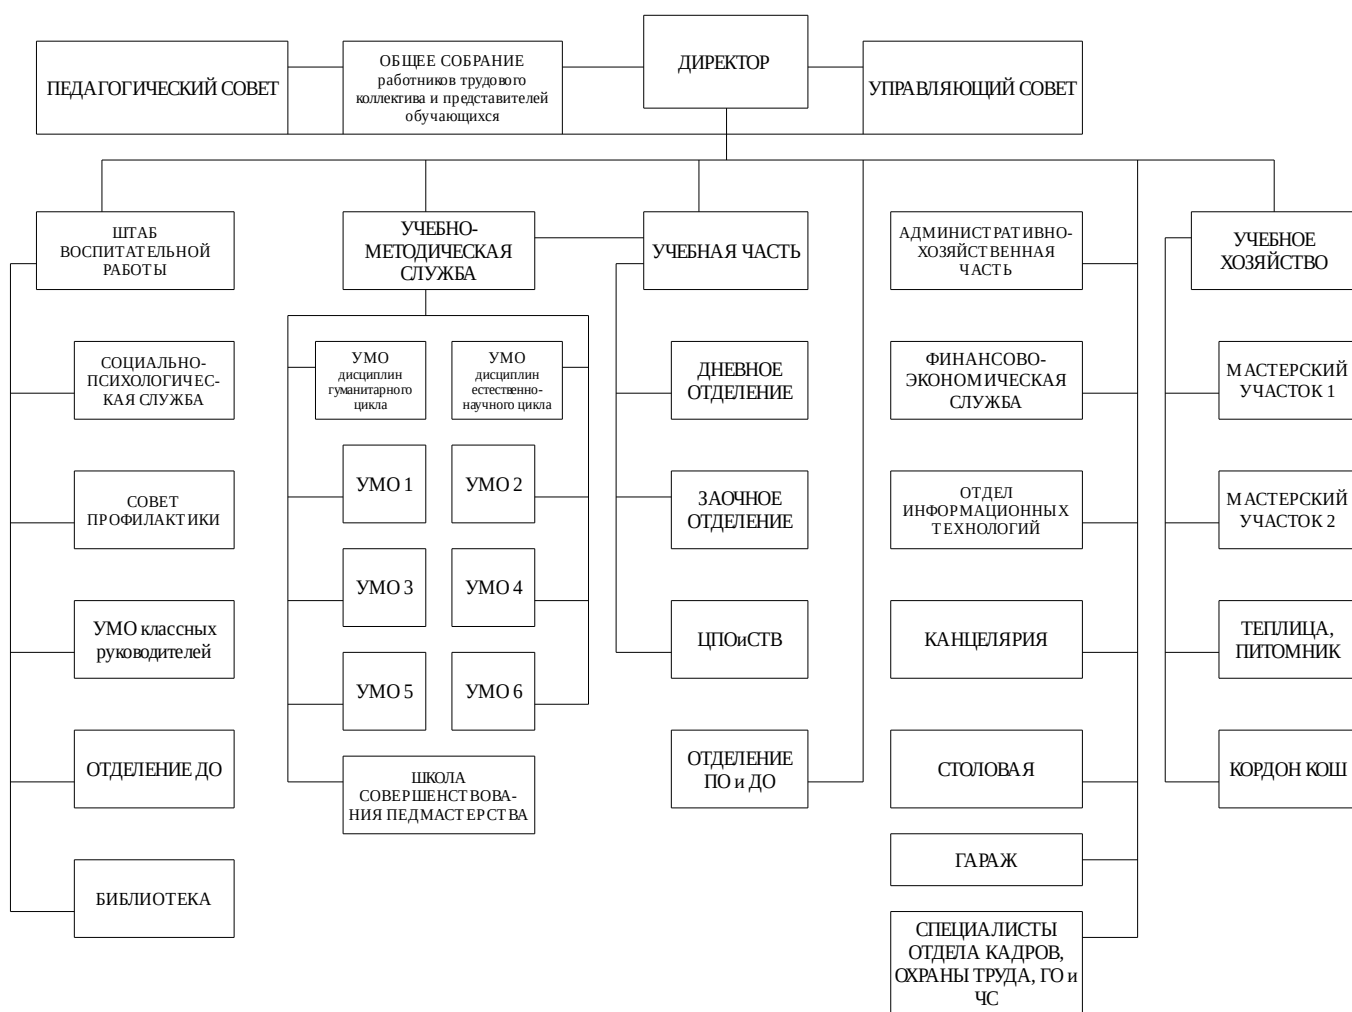 ПЕДАГОГИЧЕСКИЙ СОВЕТ
ОБЩЕЕ СОБРАНИЕ
работников трудового
коллектива и представителей
обучающихся
ДИРЕКТОР
УПРАВЛЯЮЩИЙ СОВЕТ
ШТАБ
ВОСПИТАТЕЛЬНОЙ
РАБОТЫ
УЧЕБНО-
МЕТОДИЧЕСКАЯ
СЛУЖБА
УЧЕБНАЯ ЧАСТЬ
АДМИНИСТРАТИВНО-
ХОЗЯЙСТВЕННАЯ
ЧАСТЬ
УЧЕБНОЕ
ХОЗЯЙСТВО
СОЦИАЛЬНО-
ПСИХОЛОГИЧЕС-
КАЯ СЛУЖБА
УМО
дисциплин
гуманитарного
цикла
УМО
дисциплин
естественно-
научного цикла
ДНЕВНОЕ
ОТДЕЛЕНИЕ
ФИНАНСОВО-
ЭКОНОМИЧЕСКАЯ
СЛУЖБА
МАСТЕРСКИЙ
УЧАСТОК 1
СОВЕТ
ПРОФИЛАКТИКИ
УМО 1
УМО 2
ЗАОЧНОЕ
ОТДЕЛЕНИЕ
ОТДЕЛ
ИНФОРМАЦИОННЫХ
ТЕХНОЛОГИЙ
МАСТЕРСКИЙ
УЧАСТОК 2
УМО 3
УМО 4
УМО классных
руководителей
ЦПОиСТВ
КАНЦЕЛЯРИЯ
ТЕПЛИЦА,
ПИТОМНИК
УМО 5
УМО 6
ОТДЕЛЕНИЕ ДО
ШКОЛА
СОВЕРШЕНСТВОВА-
НИЯ ПЕДМАСТЕРСТВА
ОТДЕЛЕНИЕ
ПО и ДО
СТОЛОВАЯ
КОРДОН КОШ
ГАРАЖ
БИБЛИОТЕКА
СПЕЦИАЛИСТЫ
ОТДЕЛА КАДРОВ,
ОХРАНЫ ТРУДА, ГО и
ЧС